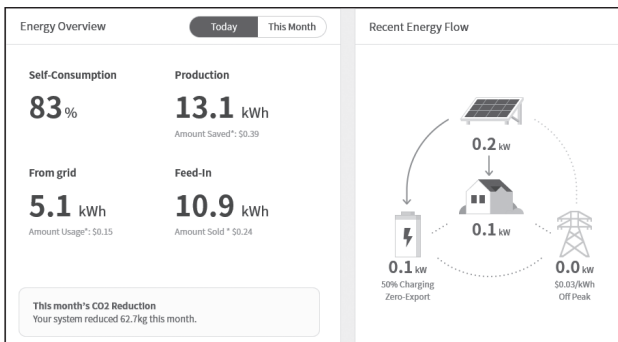 Energy Overview
Today
This Month
Self-Consumption
83 %
Production
13.1 kWh
Amount Saved*: $0.39
From grid
5.1 kWh
Amount Usage*: $0.15
Feed-In
10.9 kWh
Amount Sold * $0.24
This month's CO2 Reduction
Your system reduced 62.7kg this month.
Recent Energy Flow
0.2 kW
0.1 kW
0.1 kW
50% Charging
Zero-Export
0.0 kW
$0.03/kWh
Off Peak